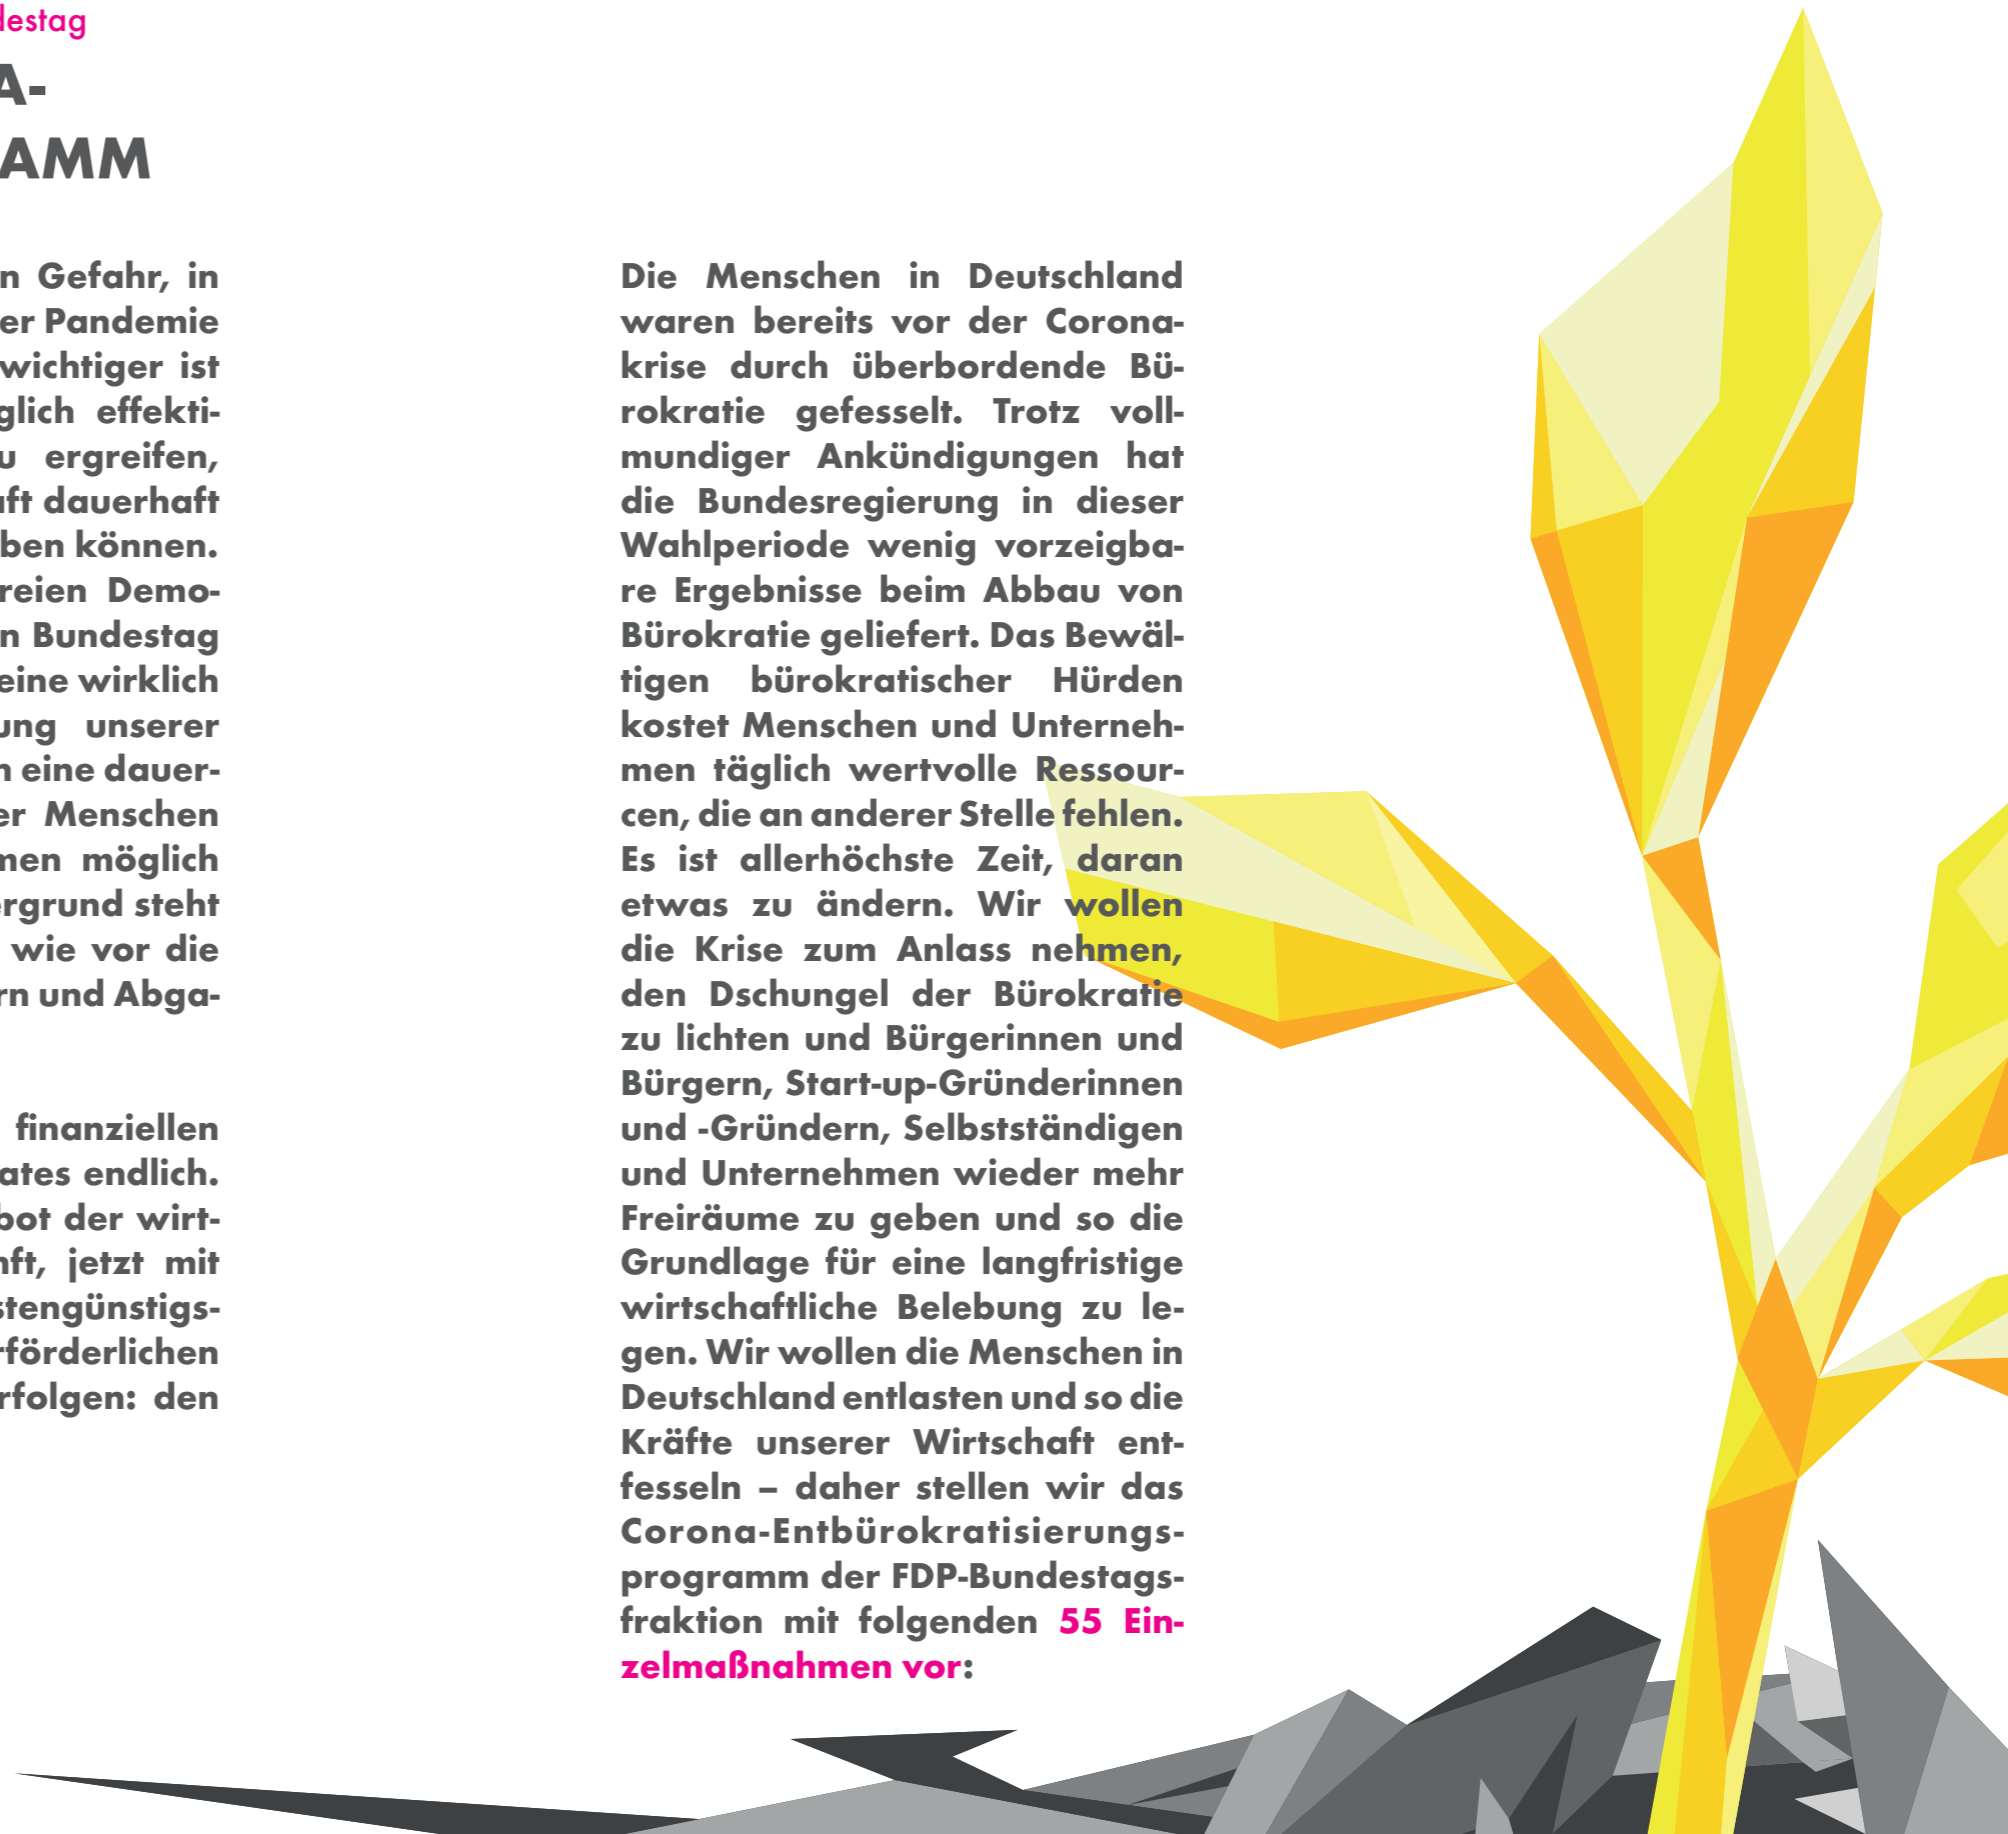 destag
A-
AMM
n Gefahr, in
er Pandemie
wichtiger ist
glich effekti-
u ergreifen,
aft dauerhaft
ben können.
reien Demo-
n Bundestag
eine wirklich
ung unserer
n eine dauer-
er Menschen
men möglich
ergrund steht
wie vor die
rn und Abga-
finanziellen
ates endlich.
bot der wirt-
nft, jetzt mit
stengünstigs-
rförderlichen
rfolgen: den
Die Menschen in Deutschland
waren bereits vor der Corona-
krise durch überbordende Bü-
rokratie gefesselt. Trotz voll-
mundiger Ankündigungen hat
die Bundesregierung in dieser
Wahlperiode wenig vorzeigba-
re Ergebnisse beim Abbau von
Bürokratie geliefert. Das Bewäl-
tigen bürokratischer Hürden
kostet Menschen und Unterneh-
men täglich wertvolle Ressour-
cen, die an anderer Stelle fehlen.
Es ist allerhöchste Zeit, daran
etwas zu ändern. Wir wollen
die Krise zum Anlass nehmen,
den Dschungel der Bürokratie
zu lichten und Bürgerinnen und
Bürgern, Start-up-Gründerinnen
und -Gründern, Selbstständigen
und Unternehmen wieder mehr
Freiräume zu geben und so die
Grundlage für eine langfristige
wirtschaftliche Belebung zu le-
gen. Wir wollen die Menschen in
Deutschland entlasten und so die
Kräfte unserer Wirtschaft ent-
fesseln – daher stellen wir das
Corona-Entbürokratisierungs-
programm der FDP-Bundestags-
fraktion mit folgenden 55 Ein-
zelmaßnahmen vor: